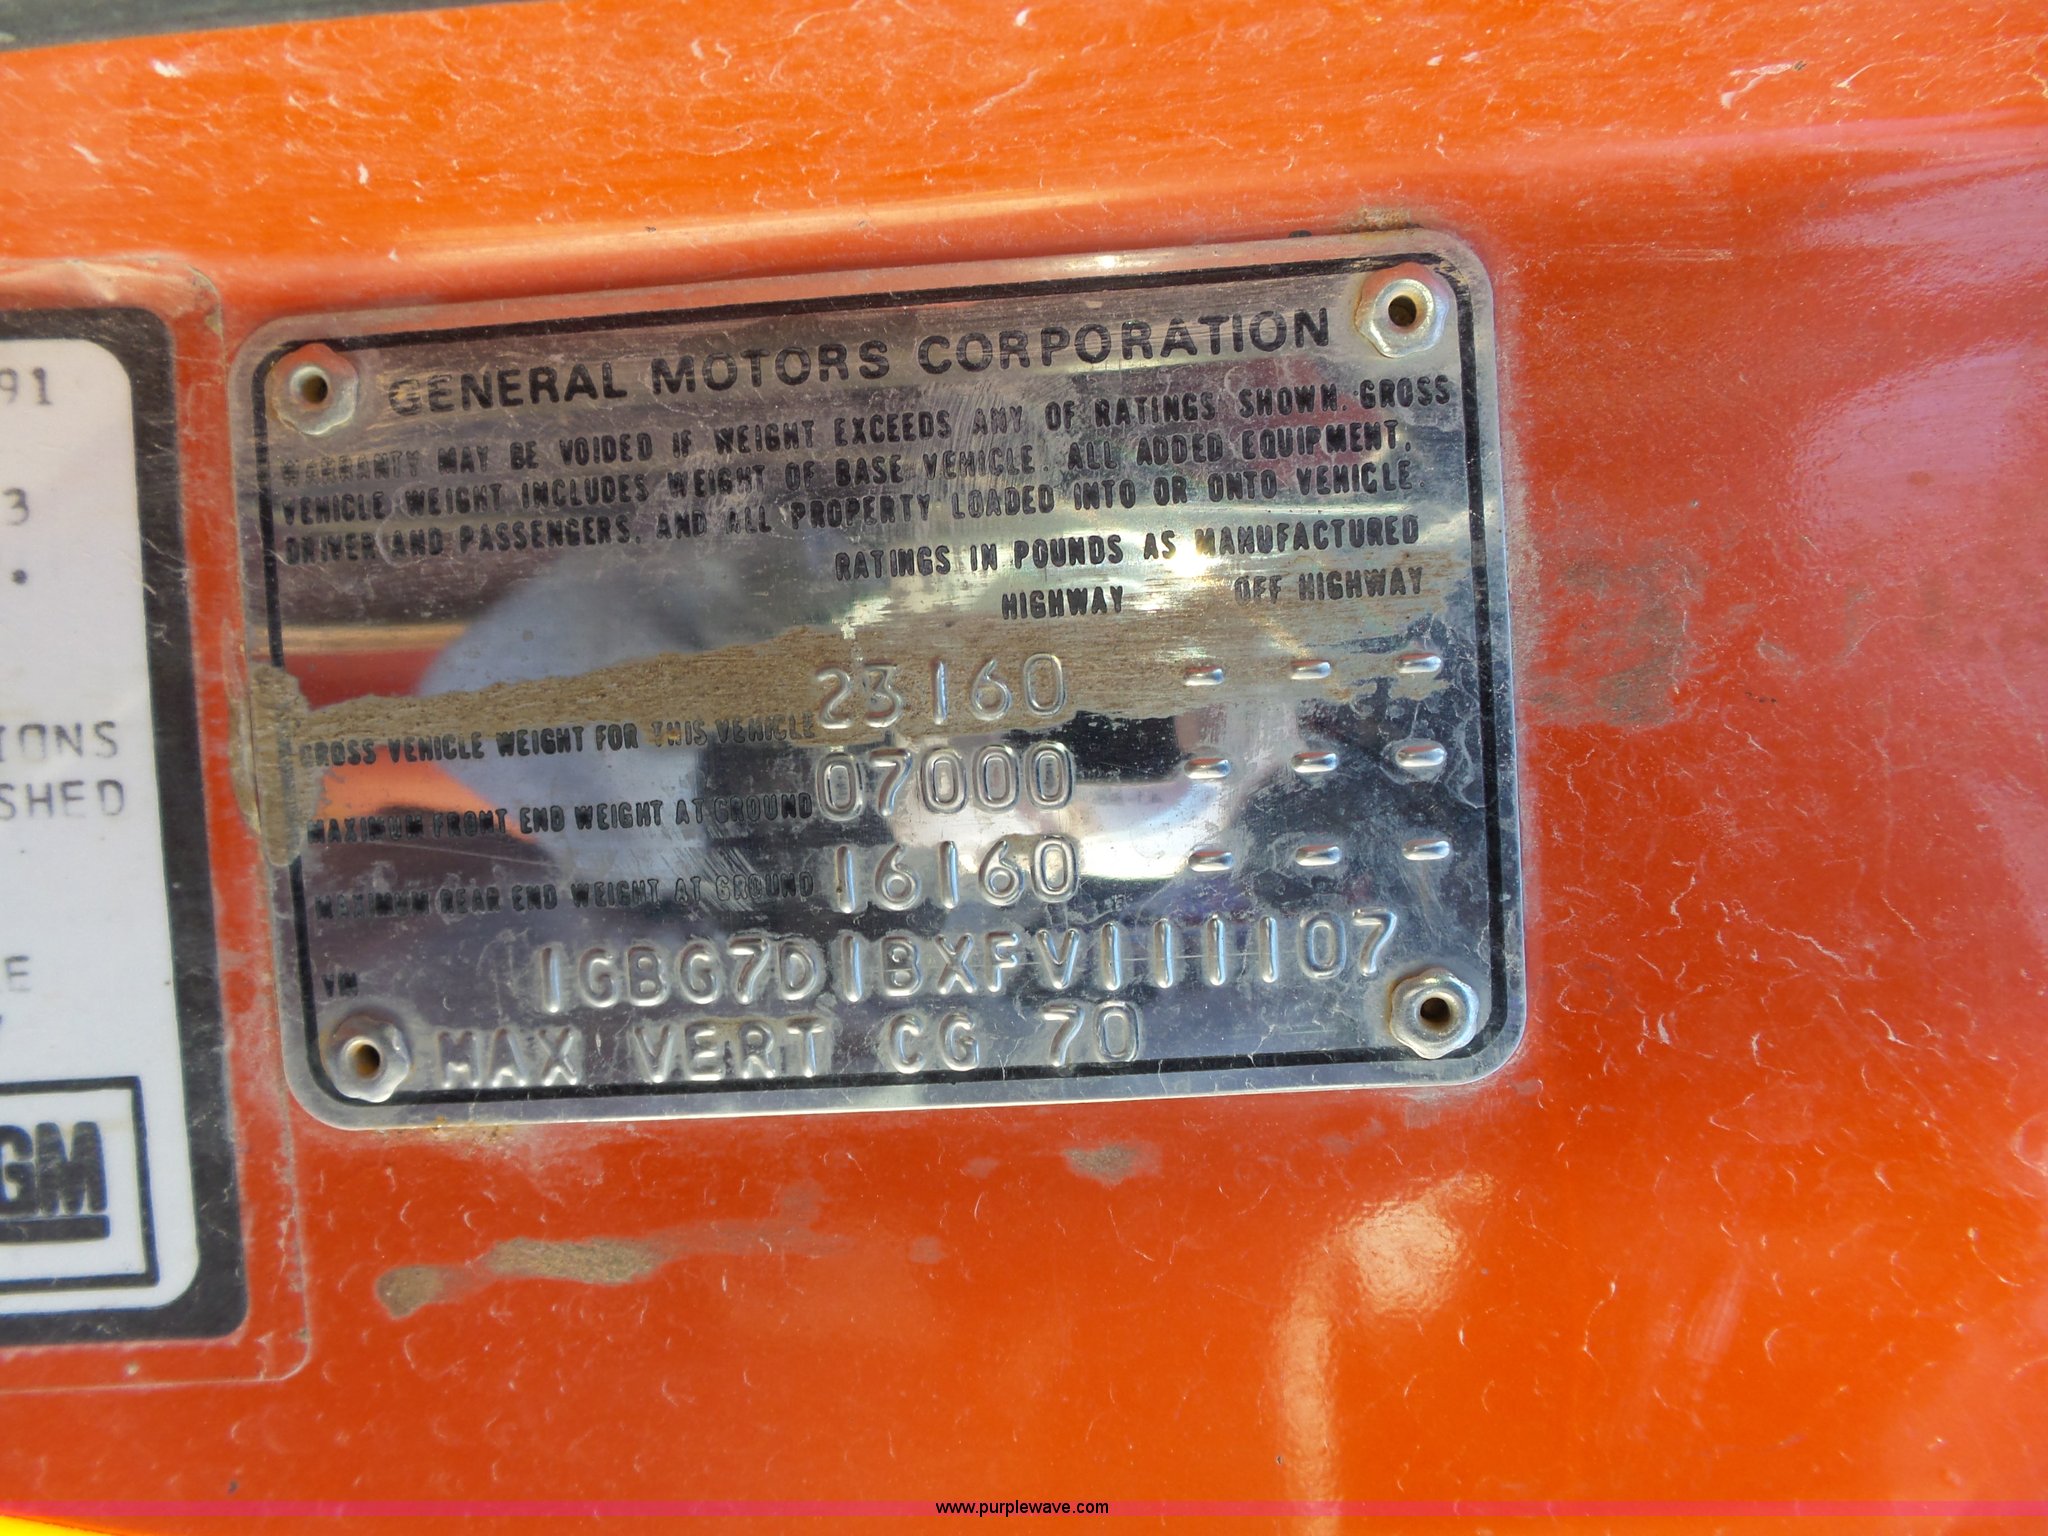 91
3
.
IONS
SHED
E
GM
GENERAL MOTORS CORPORATION
WARRANTY MAY BE VOIDED IF WEIGHT EXCEEDS ANY OF RATINGS SHOWN. GROSS
VEHICLE WEIGHT INCLUDES WEIGHT OF BASE VEHICLE. ALL ADDED EQUIPMENT.
DRIVER AND PASSENGERS, AND ALL PROPERTY LOADED INTO OR ONTO VEHICLE.
RATINGS IN POUNDS AS MANUFACTURED
HIGHWAY OFF HIGHWAY
GROSS VEHICLE WEIGHT FOR THIS VEHICLE 23160 - - -
MAXIMUM FRONT END WEIGHT AT GROUND 07000 - - -
MAXIMUM REAR END WEIGHT AT GROUND 16160 - - -
VIN 1GBG7D1BXFV111107
MAX VERT CG 70
www.purplewave.com